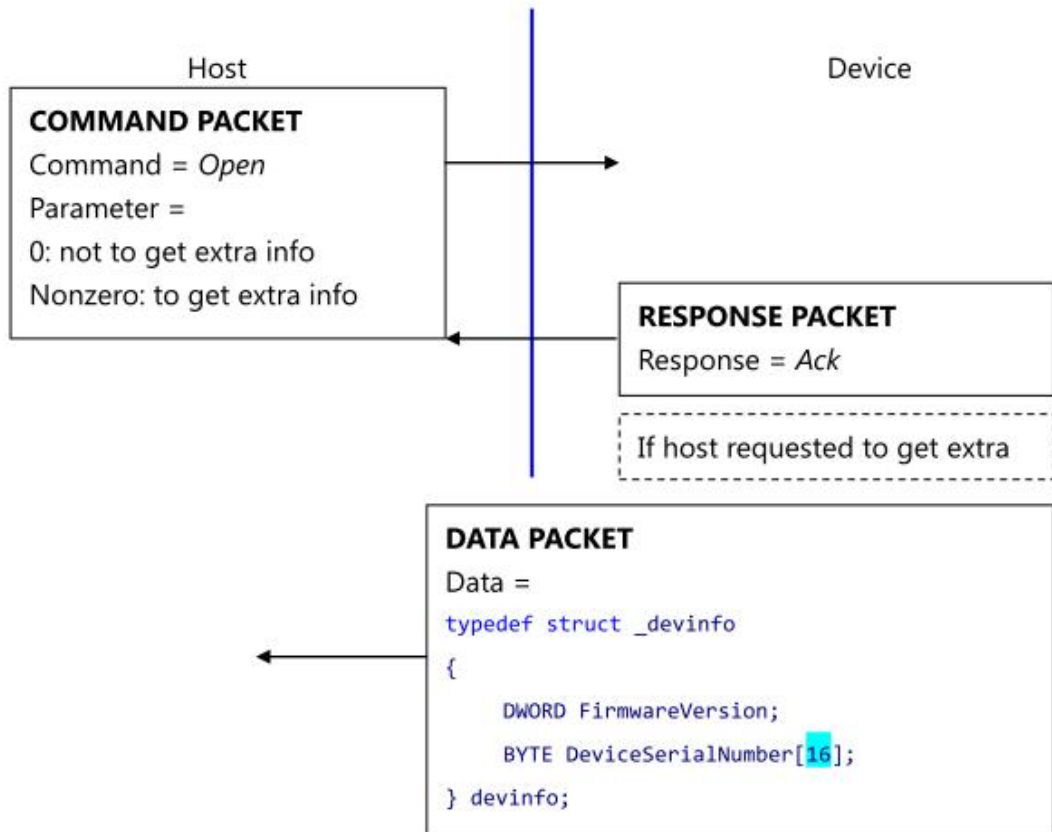 Host
Device
COMMAND PACKET
Command = Open
Parameter =
0: not to get extra info
Nonzero: to get extra info
RESPONSE PACKET
Response = Ack
If host requested to get extra
DATA PACKET
Data =
typedef struct _devinfo
{
DWORD FirmwareVersion;
BYTE DeviceSerialNumber[16];
} devinfo;